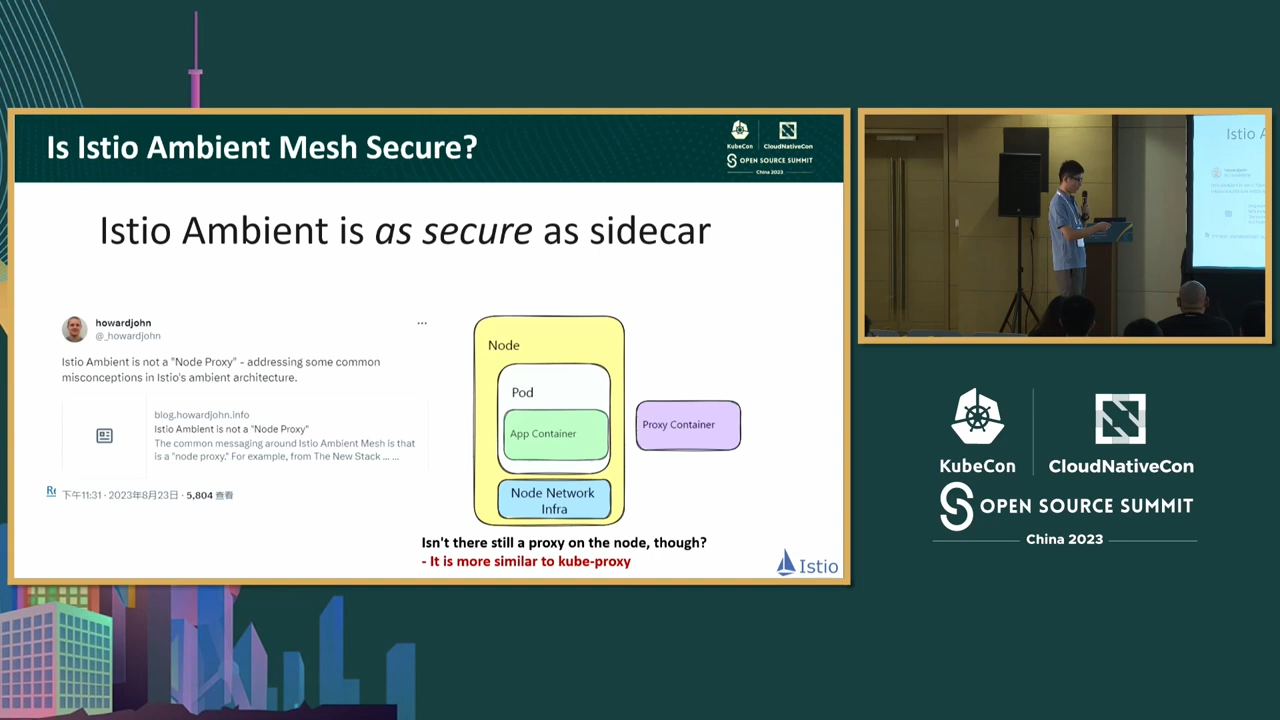 Is Istio Ambient Mesh Secure?
KubeCon
CloudNativeCon
OPEN SOURCE SUMMIT
China 2023
Istio Ambient is as secure as sidecar
howardjohn
@_howardjohn
Istio Ambient is not a "Node Proxy" - addressing some common
misconceptions in Istio's ambient architecture.
blog.howardjohn.info
Istio Ambient is not a "Node Proxy"
The common messaging around Istio Ambient Mesh is that
is a "node proxy." For example, from The New Stack ... ...
Re
下午11:31 · 2023年8月23日 · 5,804 查看
Node
Pod
App Container
Node Network
Infra
Proxy Container
Isn't there still a proxy on the node, though?
- It is more similar to kube-proxy
Istio
Istio A
KubeCon
CloudNativeCon
OPEN SOURCE SUMMIT
China 2023